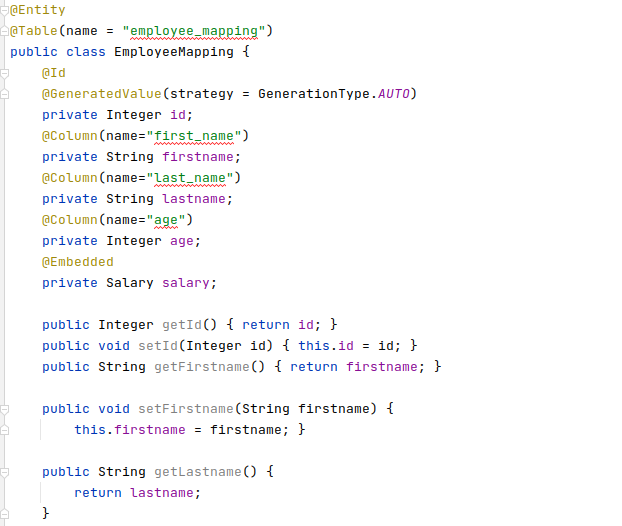 @Entity
@Table(name = "employee_mapping")
public class EmployeeMapping {
    @Id
    @GeneratedValue(strategy = GenerationType.AUTO)
    private Integer id;
    @Column(name="first_name")
    private String firstname;
    @Column(name="last_name")
    private String lastname;
    @Column(name="age")
    private Integer age;
    @Embedded
    private Salary salary;

    public Integer getId() { return id; }
    public void setId(Integer id) { this.id = id; }
    public String getFirstname() { return firstname; }

    public void setFirstname(String firstname) {
        this.firstname = firstname; }

    public String getLastname() {
        return lastname;
    }